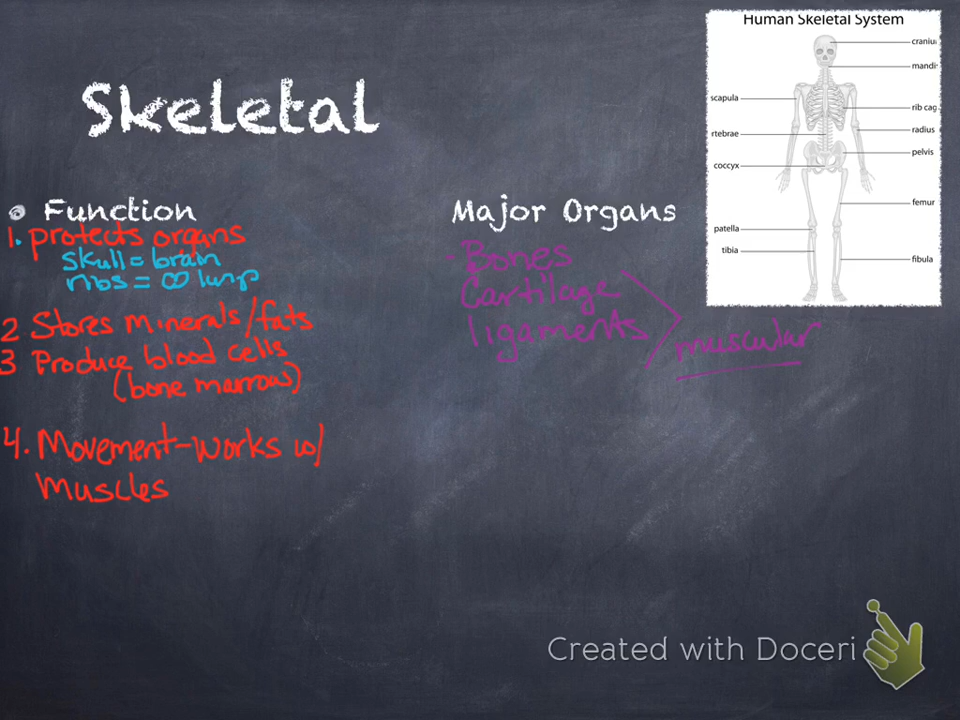 Skeletal
Function
1. protects organs
skull = brain
ribs = ∞ lung
2 Stores minerals/fats
3 Produce blood cells
(bone marrow)
4. Movement-works w/
Muscles
Major Organs
- Bones
Cartilage
ligaments
muscular
Human Skeletal System
craniu
mandi
scapula
rib cag
rtebrae
radius
pelvis
coccyx
femur
patella
tibia
fibula
Created with Doceri